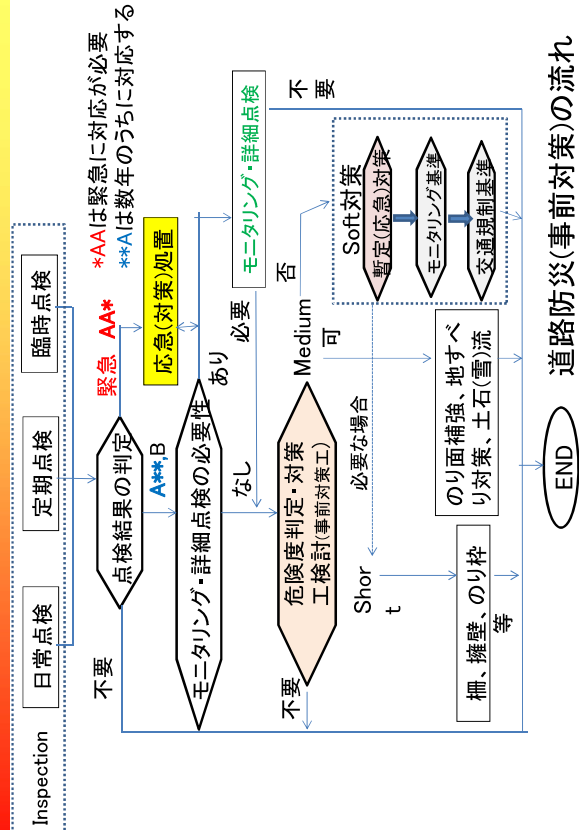 Inspection
日常点検
定期点検
臨時点検
*AAは緊急に対応が必要
**Aは数年のうちに対応する
不要
点検結果の判定
緊急 AA*
A**,B
応急(対策)処置
モニタリング・詳細点検の必要性
あり
なし
必要
モニタリング・詳細点検
不要
不要
危険度判定・対策
工検討(事前対策工)
Medium
可
否
Soft対策
暫定(応急)対策
モニタリング基準
交通規制基準
必要な場合
Shor
t
柵、擁壁、のり枠
等
のり面補強、地すべ
り対策、土石(雪)流
END
道路防災(事前対策)の流れ